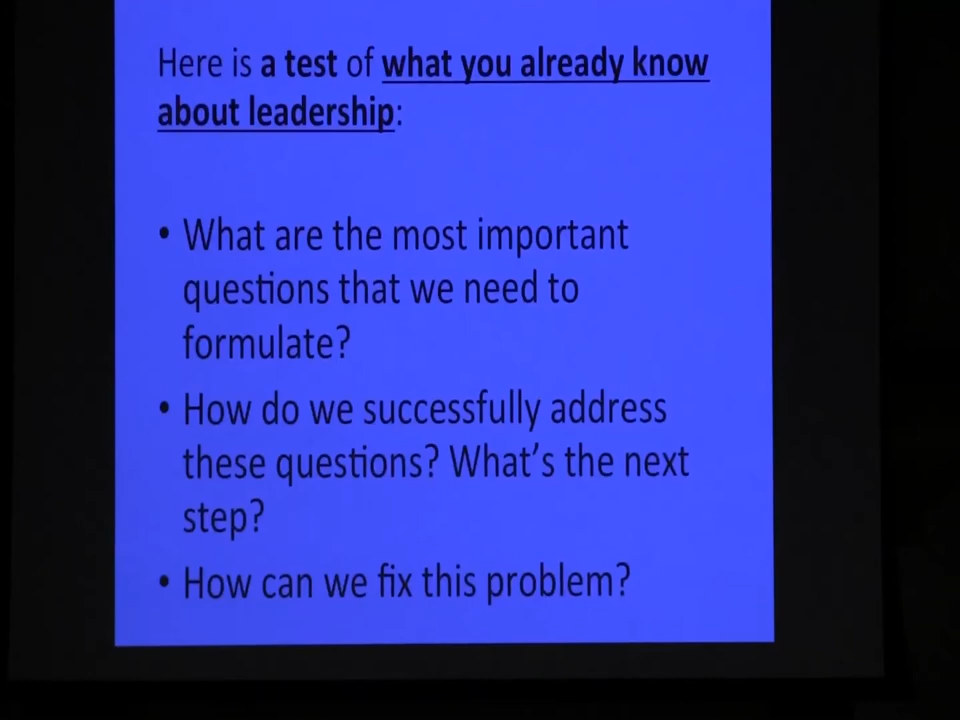 Here is a test of what you already know
about leadership:
• What are the most important
questions that we need to
formulate?
• How do we successfully address
these questions? What's the next
step?
• How can we fix this problem?